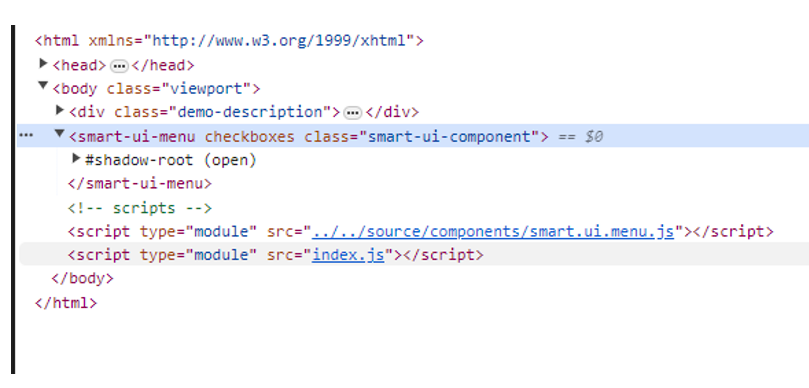 <html xmlns="http://www.w3.org/1999/xhtml">
▶<head>…</head>
▼<body class="viewport">
▶<div class="demo-description">…</div>
… ▼<smart-ui-menu checkboxes class="smart-ui-component"> == $0
▶#shadow-root (open)
</smart-ui-menu>
<!-- scripts -->
<script type="module" src="../../source/components/smart.ui.menu.js"></script>
<script type="module" src="index.js"></script>
</body>
</html>